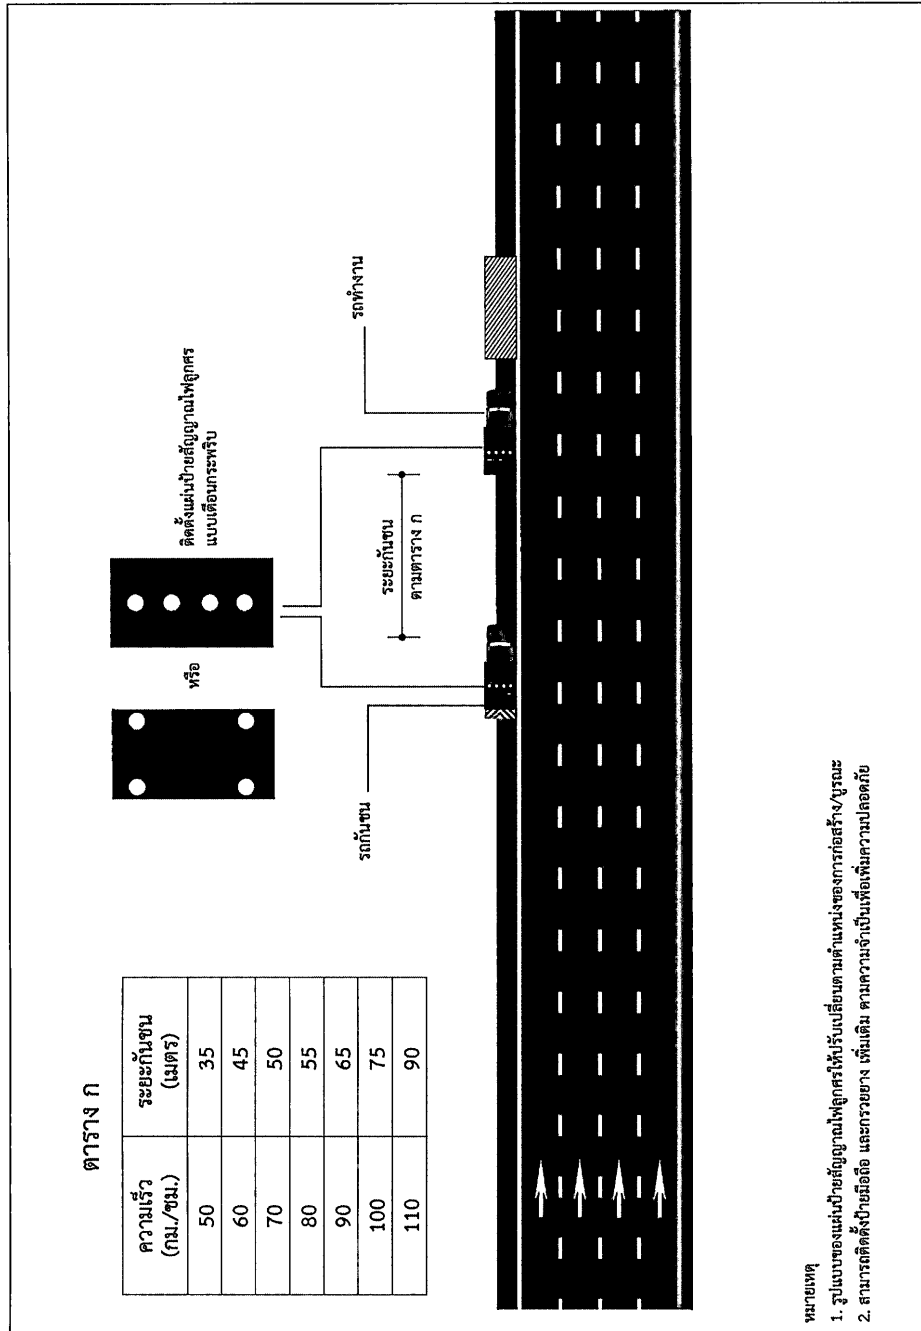 ตาราง ก
ความเร็ว
(กม./ชม.)
ระยะกันชน
(เมตร)
50 35
60 45
70 50
80 55
90 65
100 75
110 90
หรือ
ติดตั้งแผ่นป้ายสัญญาณไฟลูกศร
แบบเตือนกระพริบ
รถกันชน
ระยะกันชน
ตามตาราง ก
รถทำงาน
หมายเหตุ
1. รูปแบบของแผ่นป้ายสัญญาณไฟลูกศรให้ปรับเปลี่ยนตามตำแหน่งของการก่อสร้าง/บูรณะ
2. สามารถติดตั้งป้ายมือถือ และกรวยยาง เพิ่มเติม ตามความจำเป็นเพื่อเพิ่มความปลอดภัย